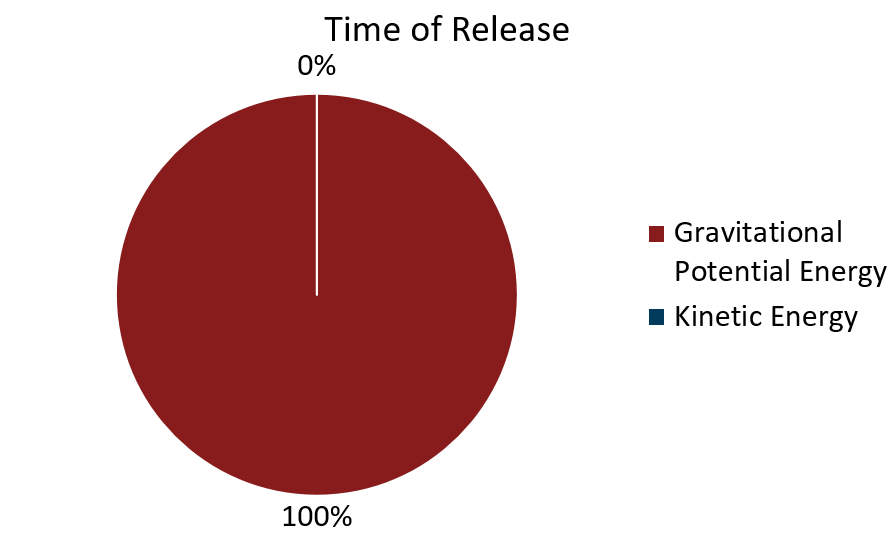 Time of Release
0%
Gravitational
Potential Energy
Kinetic Energy
100%